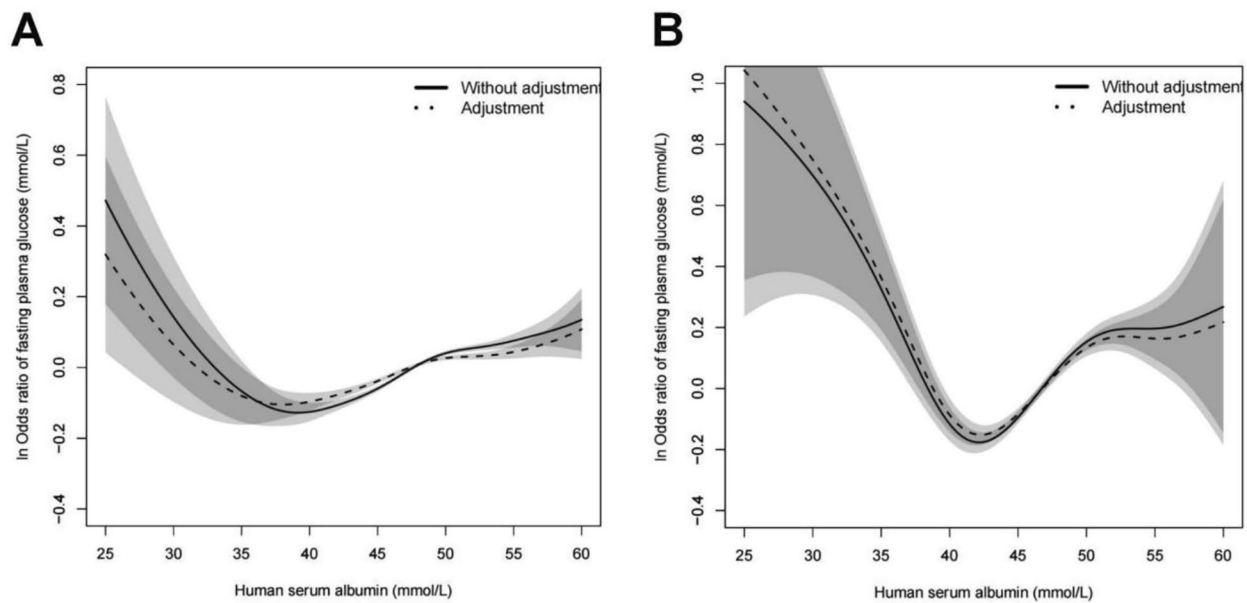 A
B
Without adjustment
Adjustment
ln Odds ratio of fasting plasma glucose (mmol/L)
0.8
0.6
0.4
0.2
0.0
−0.2
−0.4
25 30 35 40 45 50 55 60
Human serum albumin (mmol/L)
Without adjustment
Adjustment
ln Odds ratio of fasting plasma glucose (mmol/L)
1.0
0.8
0.6
0.4
0.2
0.0
−0.2
−0.4
25 30 35 40 45 50 55 60
Human serum albumin (mmol/L)